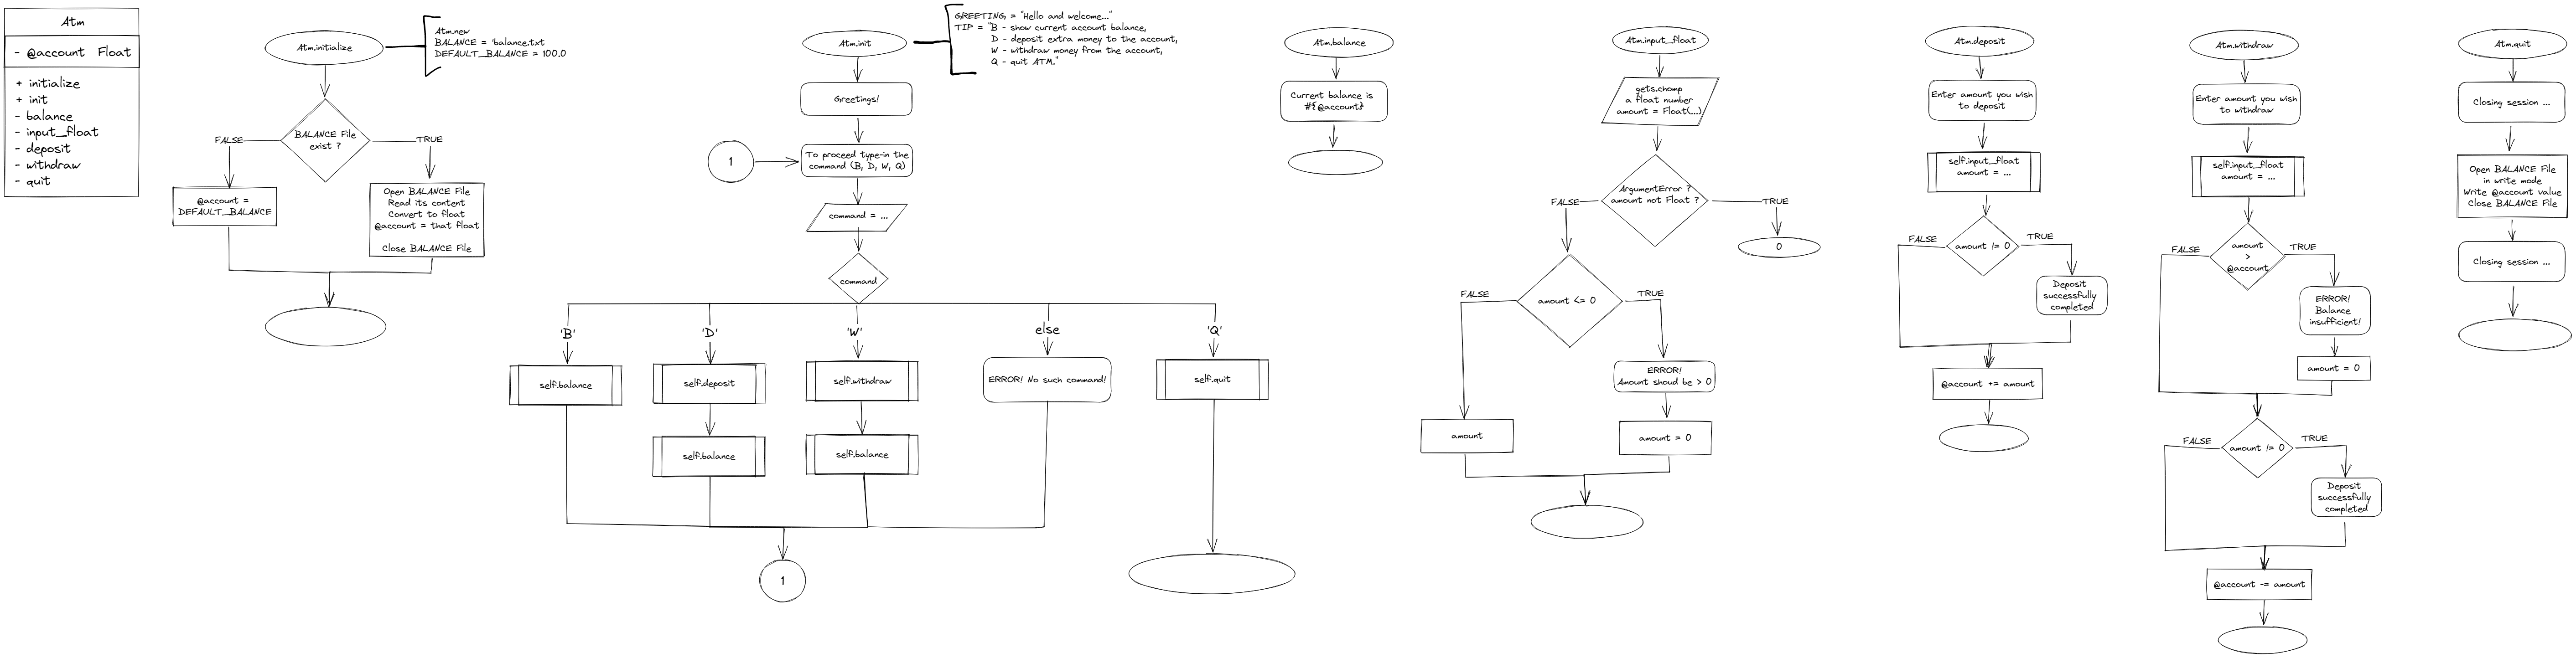 Atm
- @account Float
+ initialize
+ init
- balance
- input_float
- deposit
- withdraw
- quit
Atm.initialize
Atm.new
BALANCE = 'balance.txt
DEFAULT_BALANCE = 100.0
BALANCE File
exist ?
FALSE
TRUE
@account =
DEFAULT_BALANCE
Open BALANCE File
Read its content
Convert to float
@account = that float
Close BALANCE File
Atm.init
GREETING = "Hello and welcome..."
TIP = "B - show current account balance,
D - deposit extra money to the account,
W - withdraw money from the account,
Q - quit ATM."
Greetings!
1
To proceed type-in the
command (B, D, W, Q)
command = ...
command
'B'
'D'
'W'
else
'Q'
self.balance
self.deposit
self.withdraw
ERROR! No such command!
self.quit
self.balance
self.balance
1
Atm.balance
Current balance is
#{@account}
Atm.input_float
gets.chomp
a float number
amount = Float(...)
ArgumentError ?
amount not Float ?
FALSE
TRUE
0
amount <= 0
FALSE
TRUE
ERROR!
Amount shoud be > 0
amount
amount = 0
Atm.deposit
Enter amount you wish
to deposit
self.input_float
amount = ...
amount != 0
FALSE
TRUE
Deposit
successfully
completed
@account += amount
Atm.withdraw
Enter amount you wish
to withdraw
self.input_float
amount = ...
amount
>
@account
FALSE
TRUE
ERROR!
Balance
insufficient!
amount = 0
amount != 0
FALSE
TRUE
Deposit
successfully
completed
@account -= amount
Atm.quit
Closing session ...
Open BALANCE File
in write mode
Write @account value
Close BALANCE File
Closing session ...